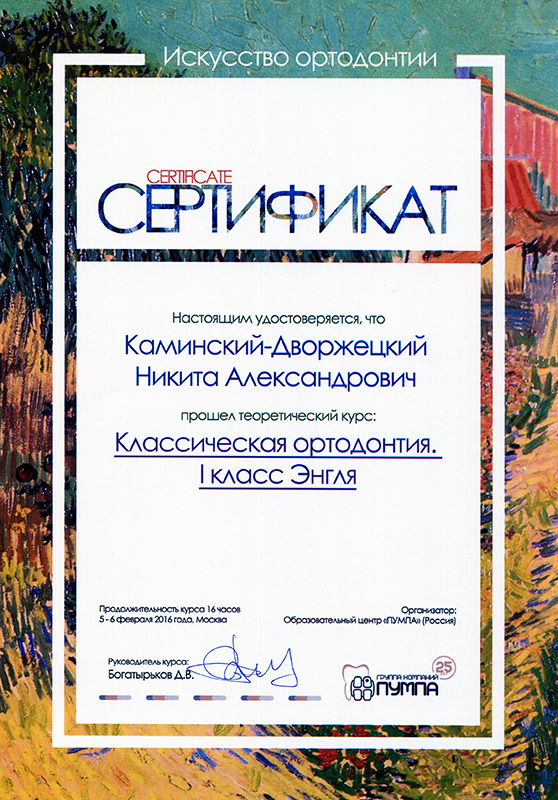 Искусство ортодонтии
CERTIFICATE
СЕРТИФИКАТ
Настоящим удостоверяется, что
Каминский-Дворжецкий
Никита Александрович
прошел теоретический курс:
Классическая ортодонтия.
I класс Энгля
Продолжительность курса 16 часов
5 - 6 февраля 2016 года, Москва
Организатор:
Образовательный центр «ПУМПА» (Россия)
Руководитель курса:
Богатырьков Д.В.
ГРУППА КОМПАНИЙ
ПУМПА
25